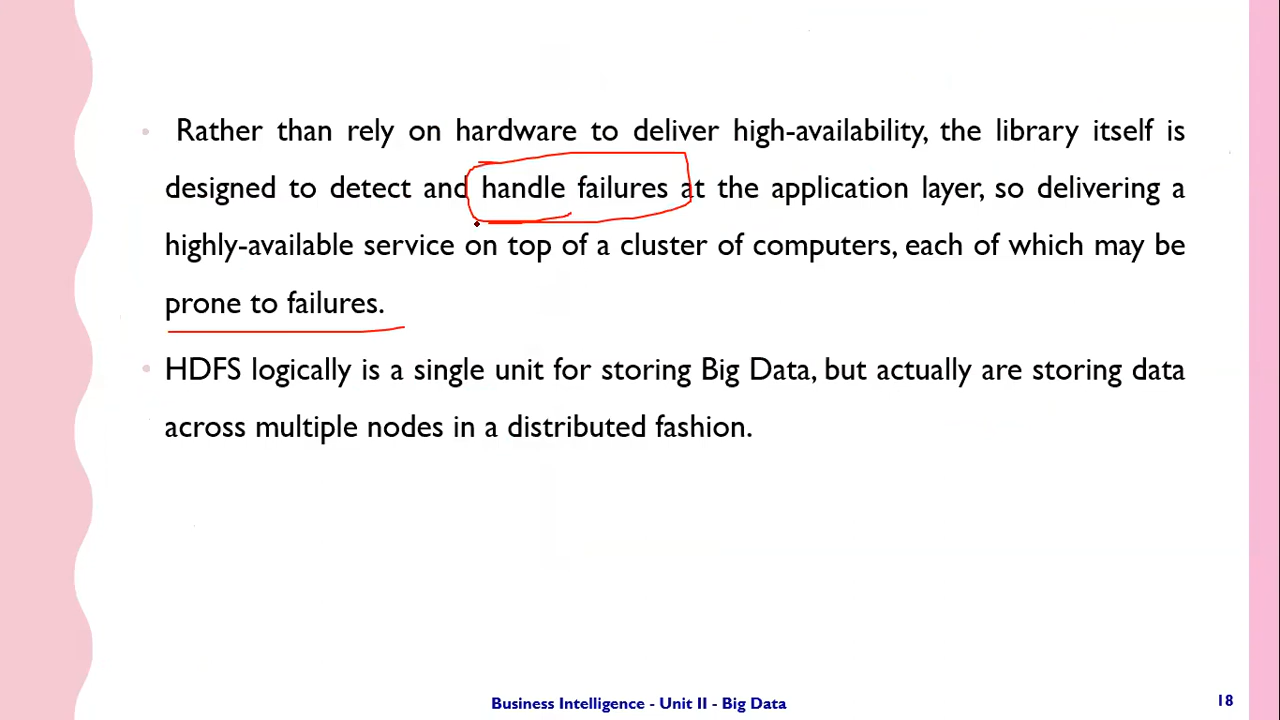 • Rather than rely on hardware to deliver high-availability, the library itself is
designed to detect and handle failures at the application layer, so delivering a
highly-available service on top of a cluster of computers, each of which may be
prone to failures.
• HDFS logically is a single unit for storing Big Data, but actually are storing data
across multiple nodes in a distributed fashion.
Business Intelligence - Unit II - Big Data
18